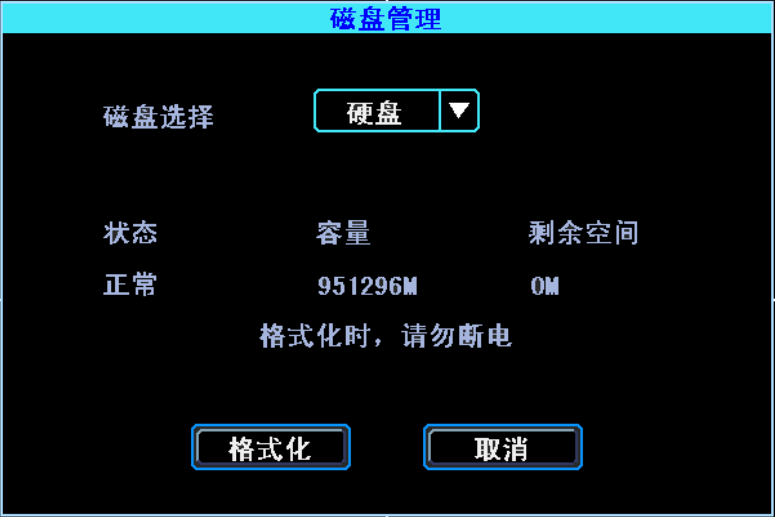 磁盘管理
磁盘选择 硬盘
状态 容量 剩余空间
正常 951296M 0M
格式化时，请勿断电
格式化 取消